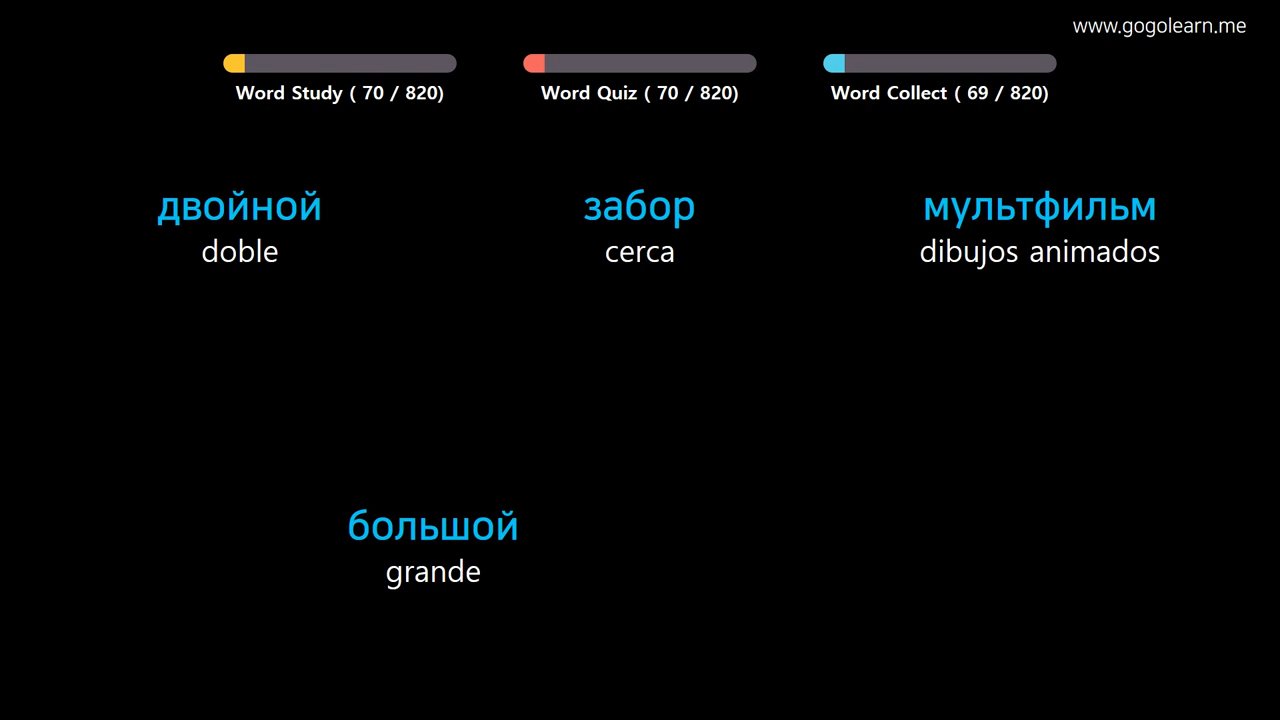 www.gogolearn.me
Word Study ( 70 / 820)
Word Quiz ( 70 / 820)
Word Collect ( 69 / 820)
двойной
doble
забор
cerca
мультфильм
dibujos animados
большой
grande